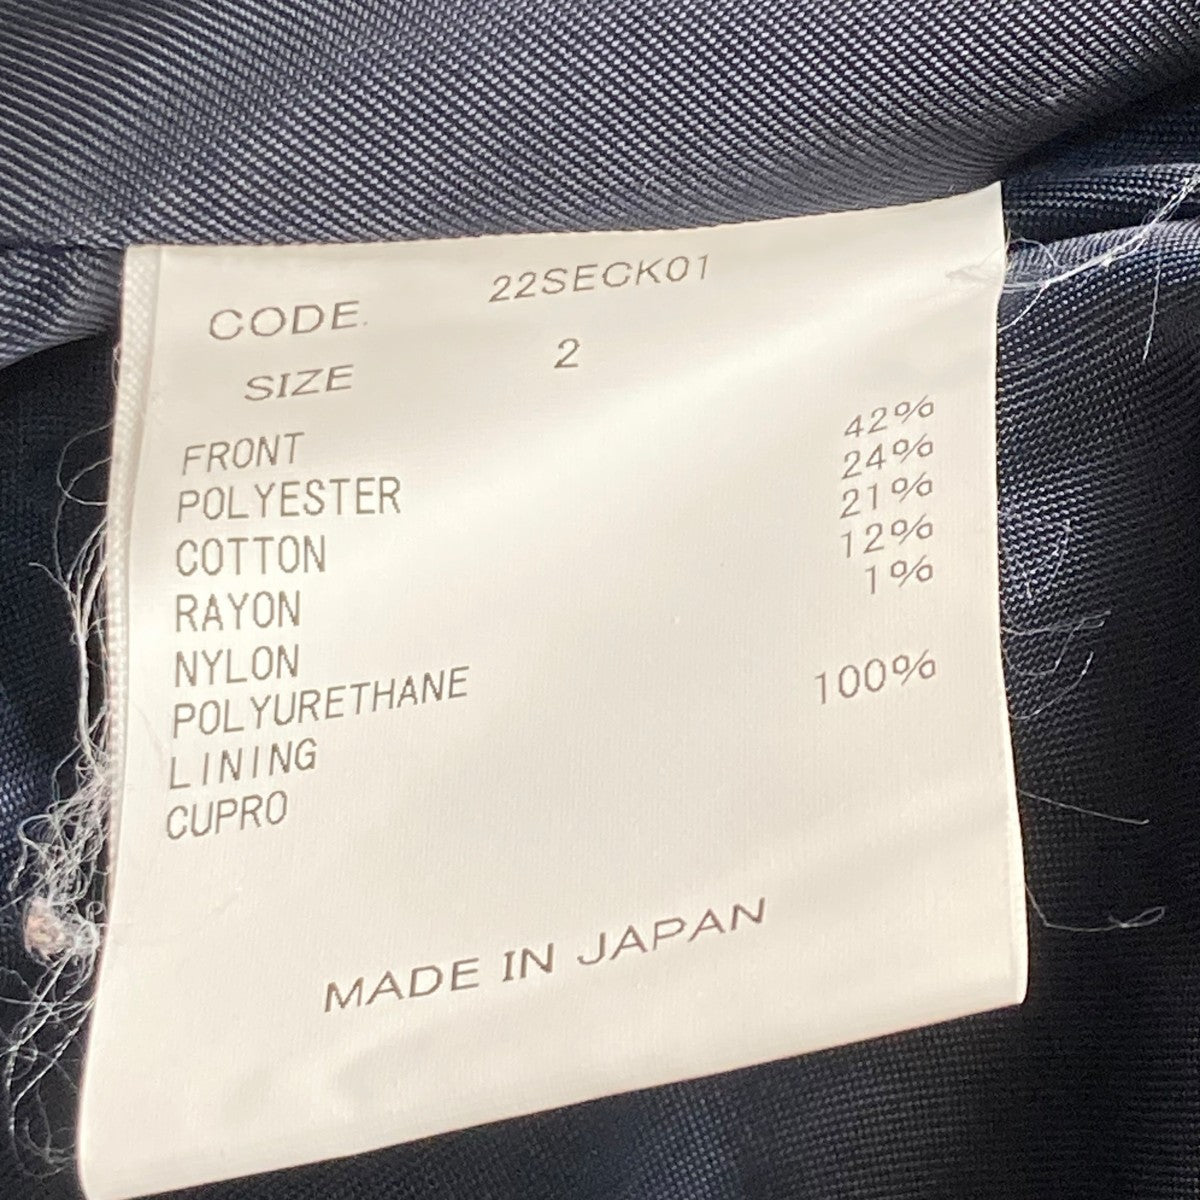 CODE. 22SECK01
SIZE 2
FRONT
POLYESTER 42%
COTTON 24%
RAYON 21%
NYLON 12%
POLYURETHANE 1%
LINING
CUPRO 100%
MADE IN JAPAN